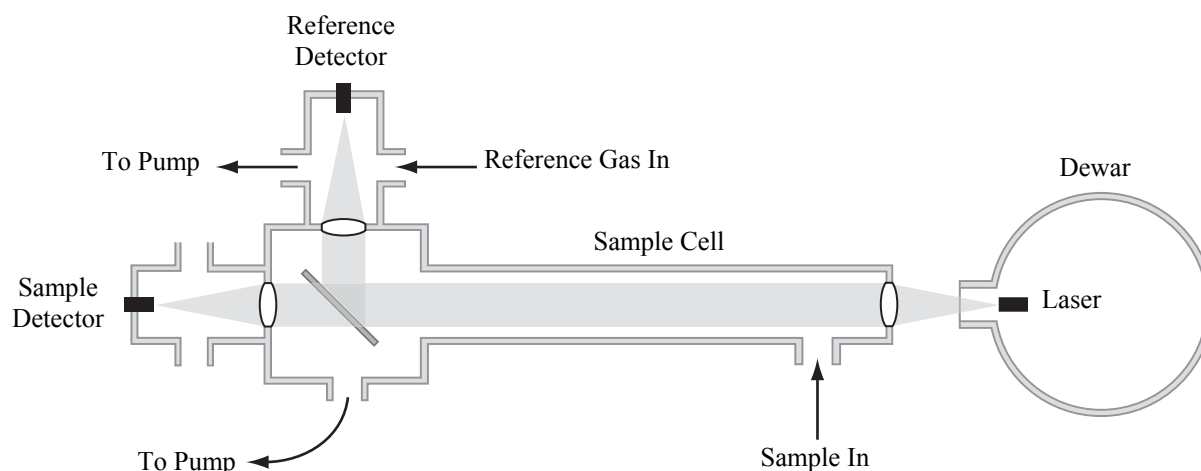 Reference
Detector
To Pump
Reference Gas In
Dewar
Sample Cell
Sample
Detector
Laser
To Pump
Sample In